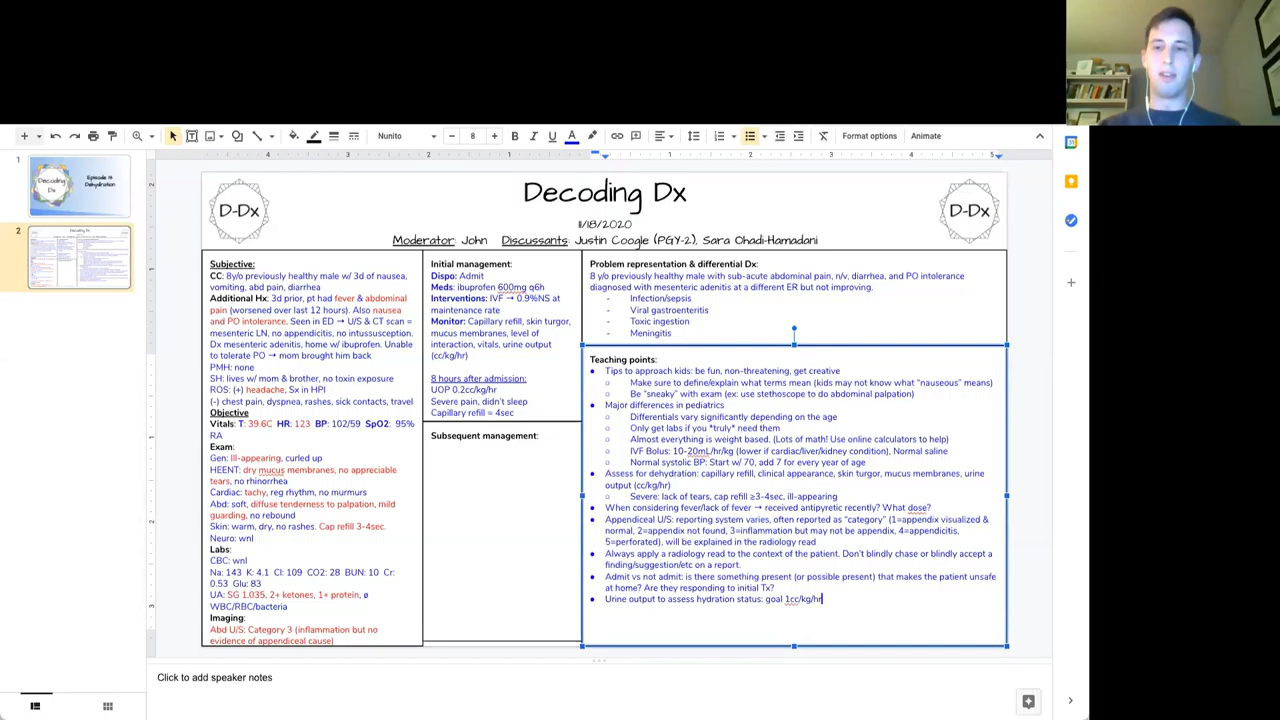 Nunito
8
Format options
Animate
1
Decoding Dx
Episode 19: Dehydration
2
D-Dx
Decoding Dx
D-Dx
11/18/2020
Moderator: John Discussants: Justin Coogle (PGY-2), Sara Ohadi-Hamadani
Subjective:
CC: 8y/o previously healthy male w/ 3d of nausea,
vomiting, abd pain, diarrhea
Additional Hx: 3d prior, pt had fever & abdominal
pain (worsened over last 12 hours). Also nausea
and PO intolerance. Seen in ED → U/S & CT scan =
mesenteric LN, no appendicitis, no intussusception.
Dx mesenteric adenitis, home w/ ibuprofen. Unable
to tolerate PO → mom brought him back
PMH: none
SH: lives w/ mom & brother, no toxin exposure
ROS: (+) headache, Sx in HPI
(-) chest pain, dyspnea, rashes, sick contacts, travel
Objective
Vitals: T: 39.6C HR: 123 BP: 102/59 SpO2: 95%
RA
Exam:
Gen: Ill-appearing, curled up
HEENT: dry mucus membranes, no appreciable
tears, no rhinorrhea
Cardiac: tachy, reg rhythm, no murmurs
Abd: soft, diffuse tenderness to palpation, mild
guarding, no rebound
Skin: warm, dry, no rashes. Cap refill 3-4sec.
Neuro: wnl
Labs:
CBC: wnl
Na: 143 K: 4.1 Cl: 109 CO2: 28 BUN: 10 Cr:
0.53 Glu: 83
UA: SG 1.035, 2+ ketones, 1+ protein, ø
WBC/RBC/bacteria
Imaging:
Abd U/S: Category 3 (inflammation but no
evidence of appendiceal cause)
Initial management:
Dispo: Admit
Meds: ibuprofen 600mg q6h
Interventions: IVF → 0.9%NS at
maintenance rate
Monitor: Capillary refill, skin turgor,
mucus membranes, level of
interaction, vitals, urine output
(cc/kg/hr)
8 hours after admission:
UOP 0.2cc/kg/hr
Severe pain, didn't sleep
Capillary refill = 4sec
Subsequent management:
Problem representation & differential Dx:
8 y/o previously healthy male with sub-acute abdominal pain, n/v, diarrhea, and PO intolerance
diagnosed with mesenteric adenitis at a different ER but not improving.
- Infection/sepsis
- Viral gastroenteritis
- Toxic ingestion
- Meningitis
Teaching points:
● Tips to approach kids: be fun, non-threatening, get creative
○ Make sure to define/explain what terms mean (kids may not know what "nauseous" means)
○ Be "sneaky" with exam (ex: use stethoscope to do abdominal palpation)
● Major differences in pediatrics
○ Differentials vary significantly depending on the age
○ Only get labs if you *truly* need them
○ Almost everything is weight based. (Lots of math! Use online calculators to help)
○ IVF Bolus: 10-20mL/hr/kg (lower if cardiac/liver/kidney condition), Normal saline
○ Normal systolic BP: Start w/ 70, add 7 for every year of age
● Assess for dehydration: capillary refill, clinical appearance, skin turgor, mucus membranes, urine
output (cc/kg/hr)
○ Severe: lack of tears, cap refill ≥3-4sec, ill-appearing
● When considering fever/lack of fever → received antipyretic recently? What dose?
● Appendiceal U/S: reporting system varies, often reported as "category" (1=appendix visualized &
normal, 2=appendix not found, 3=inflammation but may not be appendix, 4=appendicitis,
5=perforated), will be explained in the radiology read
● Always apply a radiology read to the context of the patient. Don't blindly chase or blindly accept a
finding/suggestion/etc on a report.
● Admit vs not admit: is there something present (or possible present) that makes the patient unsafe
at home? Are they responding to initial Tx?
● Urine output to assess hydration status: goal 1cc/kg/hr
Click to add speaker notes